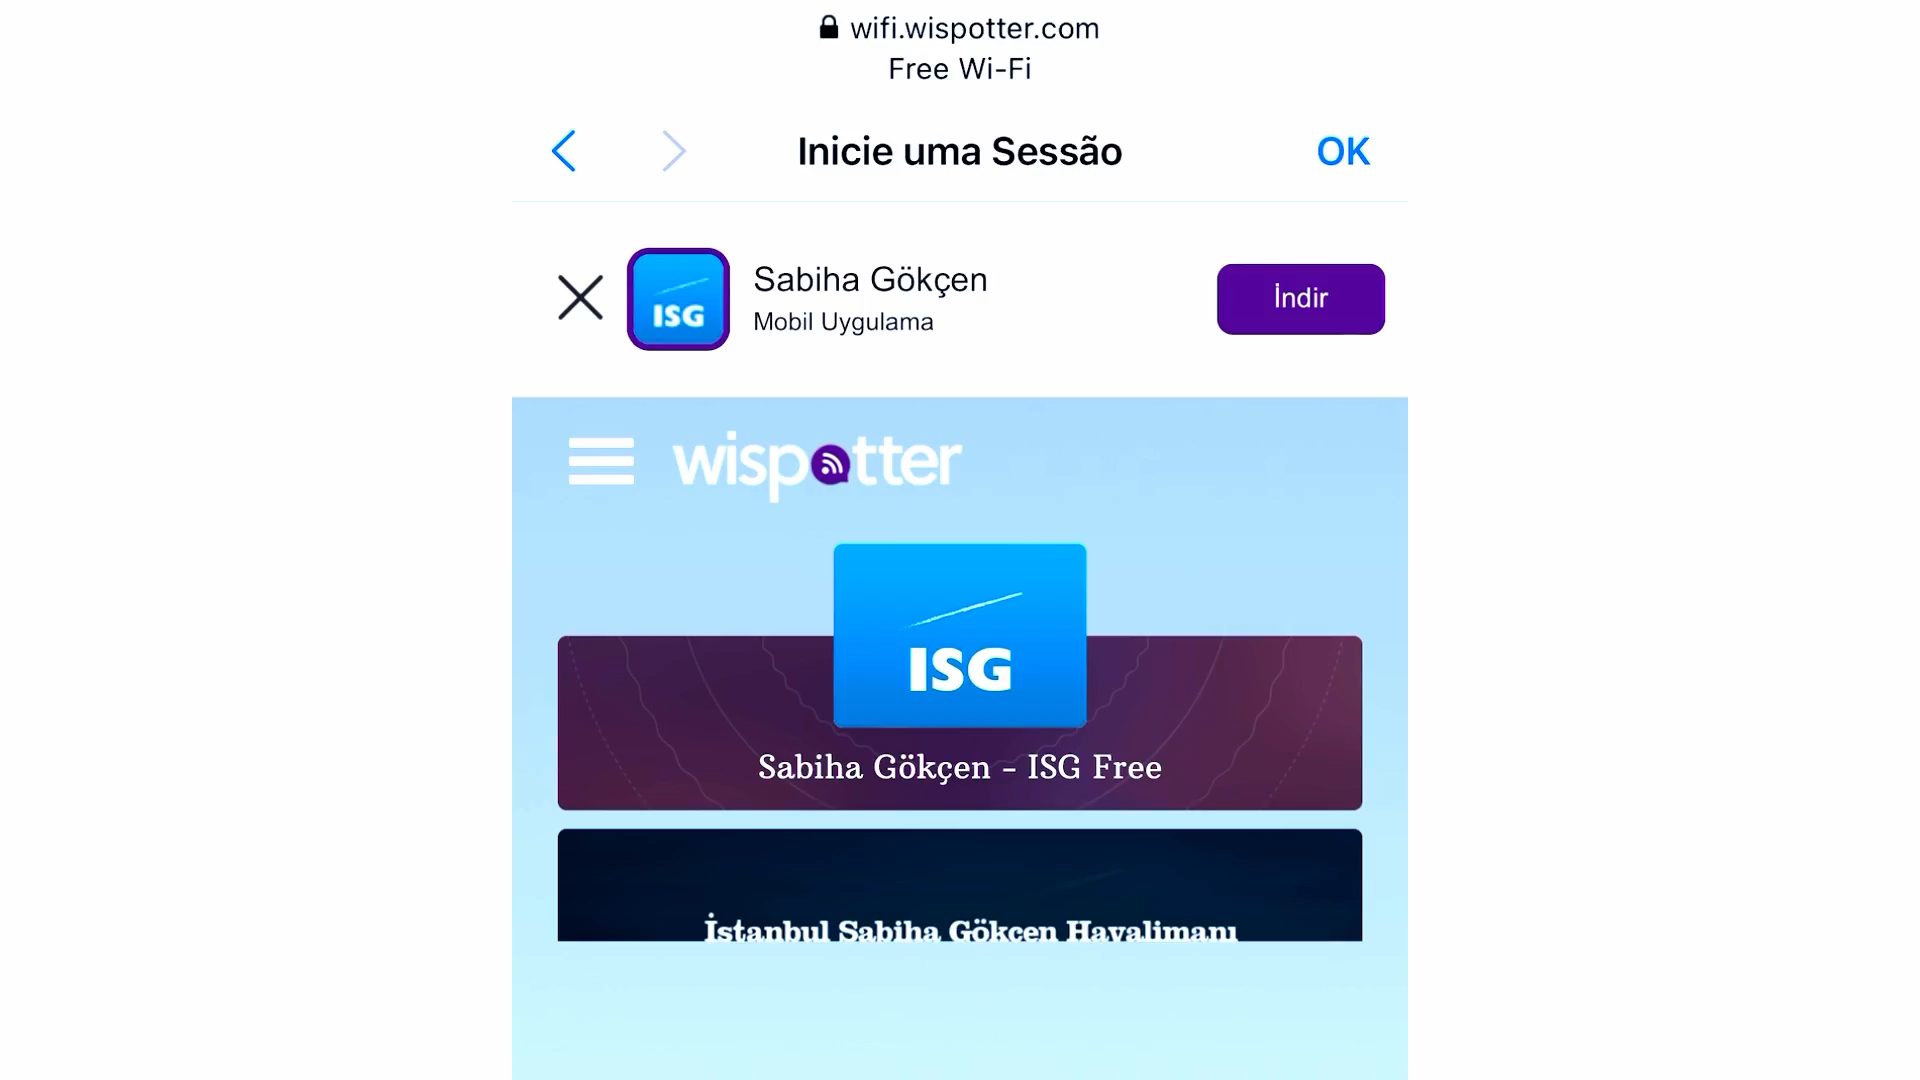 wifi.wispotter.com
Free Wi-Fi
Inicie uma Sessão
OK
ISG
Sabiha Gökçen
Mobil Uygulama
İndir
wispotter
ISG
Sabiha Gökçen - ISG Free
İstanbul Sabiha Gökçen Havalimanı